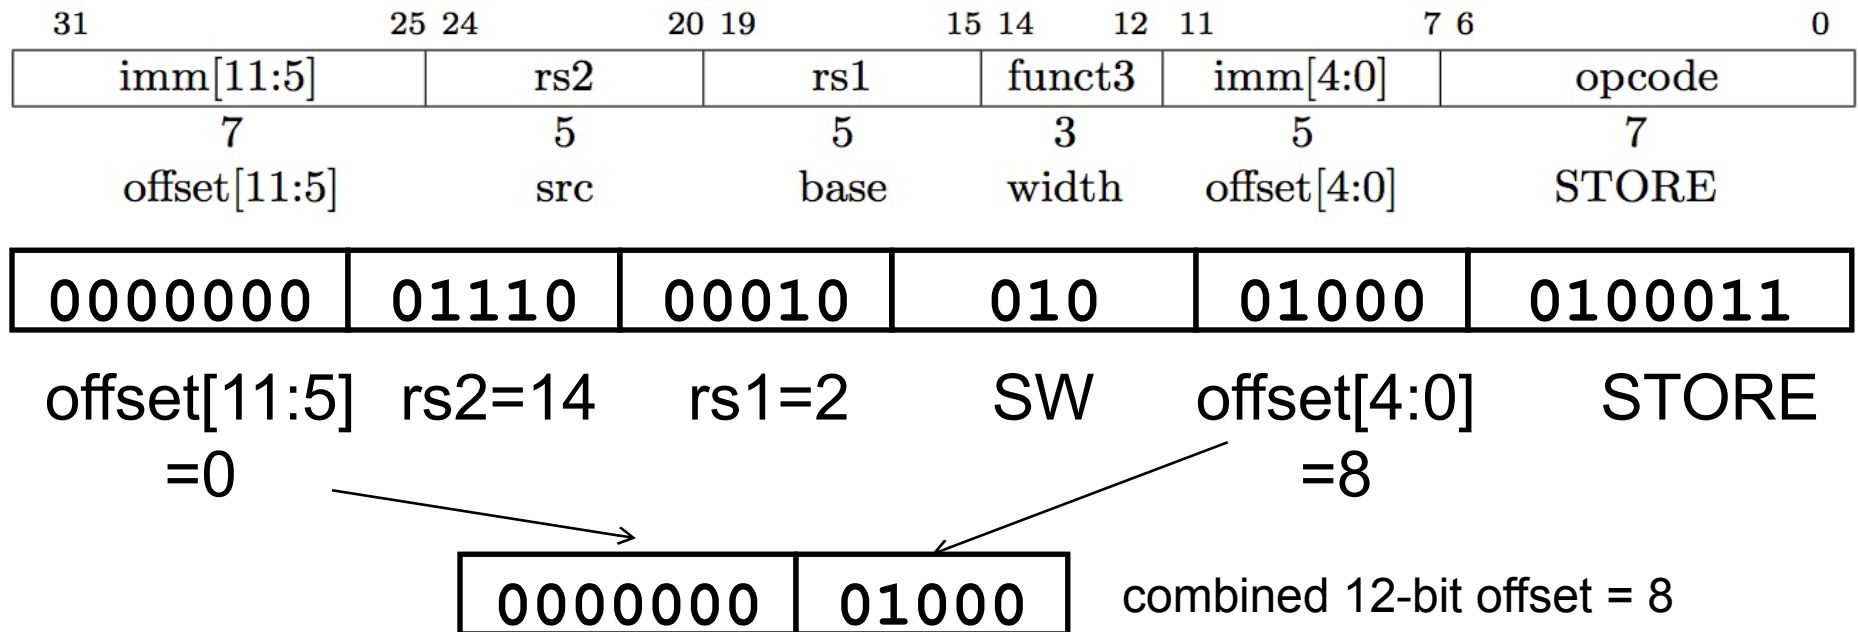 31 25 24 20 19 15 14 12 11 7 6 0
imm[11:5] rs2 rs1 funct3 imm[4:0] opcode
7 5 5 3 5 7
offset[11:5] src base width offset[4:0] STORE
0000000 01110 00010 010 01000 0100011
offset[11:5] rs2=14 rs1=2 SW offset[4:0] STORE
=0 =8
0000000 01000 combined 12-bit offset = 8